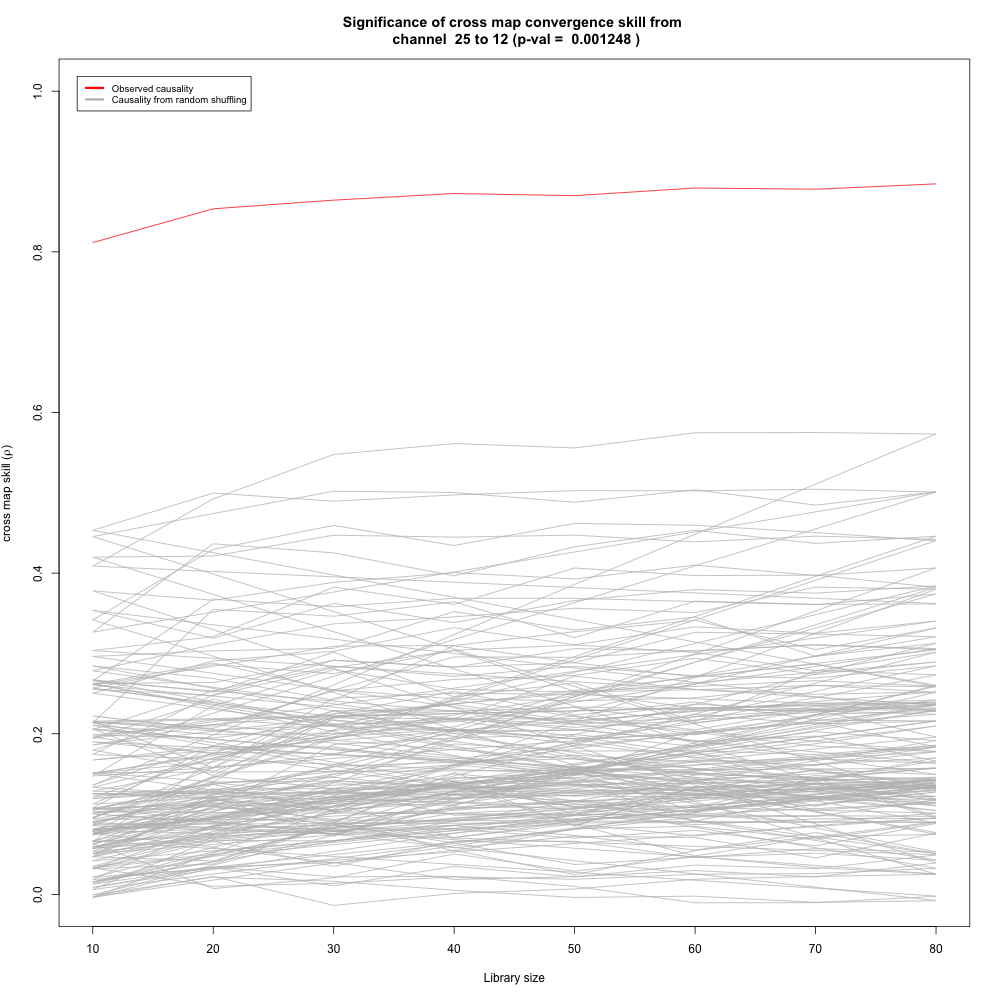 Significance of cross map convergence skill from
channel  25 to 12 (p-val =  0.001248 )
Observed causality
Causality from random shuffling
1.0
0.8
0.6
0.4
0.2
0.0
cross map skill (ρ)
10 20 30 40 50 60 70 80
Library size